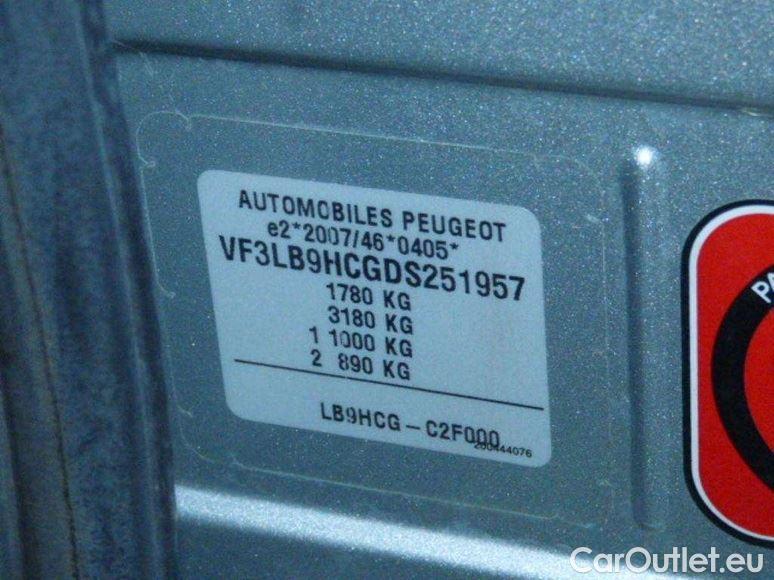 AUTOMOBILES PEUGEOT
e2*2007/46*0405*
VF3LB9HCGDS251957
1780 KG
3180 KG
1 1000 KG
2 890 KG
LB9HCG - C2F000
200444076
CarOutlet.eu